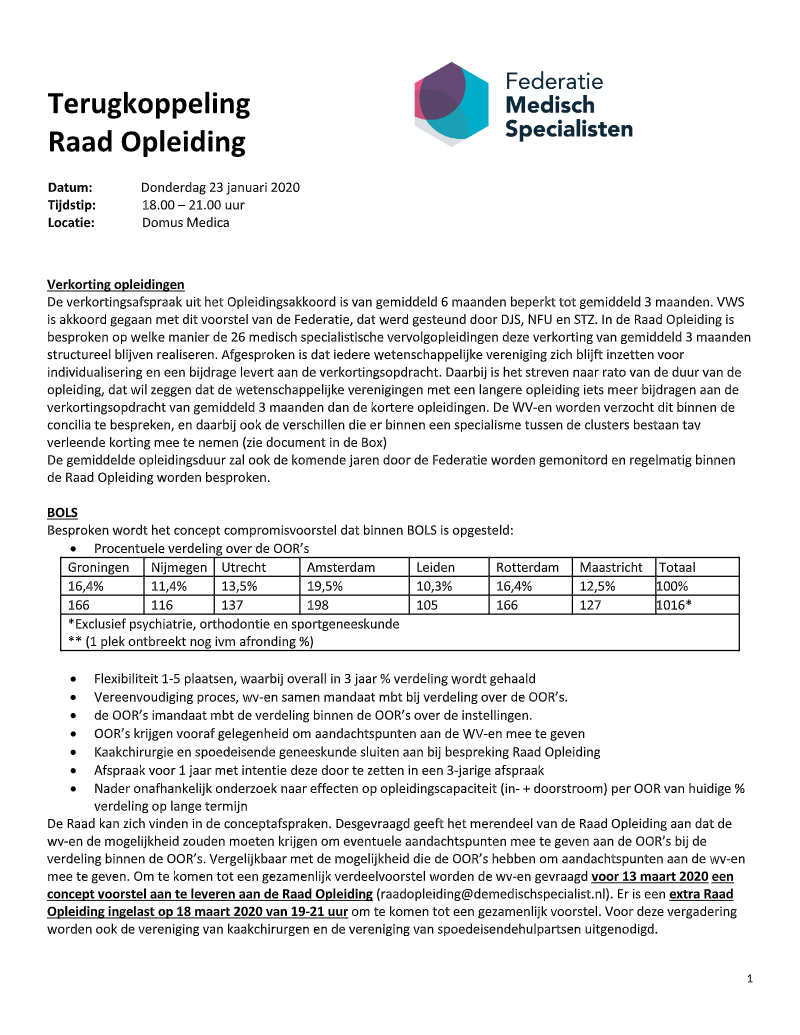 Terugkoppeling
Raad Opleiding
Federatie
Medisch
Specialisten
Datum: Donderdag 23 januari 2020
Tijdstip: 18.00 – 21.00 uur
Locatie: Domus Medica
Verkorting opleidingen
De verkortingsafspraak uit het Opleidingsakkoord is van gemiddeld 6 maanden beperkt tot gemiddeld 3 maanden. VWS
is akkoord gegaan met dit voorstel van de Federatie, dat werd gesteund door DJS, NFU en STZ. In de Raad Opleiding is
besproken op welke manier de 26 medisch specialistische vervolgopleidingen deze verkorting van gemiddeld 3 maanden
structureel blijven realiseren. Afgesproken is dat iedere wetenschappelijke vereniging zich blijft inzetten voor
individualisering en een bijdrage levert aan de verkortingsopdracht. Daarbij is het streven naar rato van de duur van de
opleiding, dat wil zeggen dat de wetenschappelijke verenigingen met een langere opleiding iets meer bijdragen aan de
verkortingsopdracht van gemiddeld 3 maanden dan de kortere opleidingen. De WV-en worden verzocht dit binnen de
concilia te bespreken, en daarbij ook de verschillen die er binnen een specialisme tussen de clusters bestaan tav
verleende korting mee te nemen (zie document in de Box)
De gemiddelde opleidingsduur zal ook de komende jaren door de Federatie worden gemonitord en regelmatig binnen
de Raad Opleiding worden besproken.
BOLS
Besproken wordt het concept compromisvoorstel dat binnen BOLS is opgesteld:
• Procentuele verdeling over de OOR's
Groningen Nijmegen Utrecht Amsterdam Leiden Rotterdam Maastricht Totaal
16,4% 11,4% 13,5% 19,5% 10,3% 16,4% 12,5% 100%
166 116 137 198 105 166 127 1016*
*Exclusief psychiatrie, orthodontie en sportgeneeskunde
** (1 plek ontbreekt nog ivm afronding %)
• Flexibiliteit 1-5 plaatsen, waarbij overall in 3 jaar % verdeling wordt gehaald
• Vereenvoudiging proces, wv-en samen mandaat mbt bij verdeling over de OOR's.
• de OOR's imandaat mbt de verdeling binnen de OOR's over de instellingen.
• OOR's krijgen vooraf gelegenheid om aandachtspunten aan de WV-en mee te geven
• Kaakchirurgie en spoedeisende geneeskunde sluiten aan bij bespreking Raad Opleiding
• Afspraak voor 1 jaar met intentie deze door te zetten in een 3-jarige afspraak
• Nader onafhankelijk onderzoek naar effecten op opleidingscapaciteit (in- + doorstroom) per OOR van huidige %
verdeling op lange termijn
De Raad kan zich vinden in de conceptafspraken. Desgevraagd geeft het merendeel van de Raad Opleiding aan dat de
wv-en de mogelijkheid zouden moeten krijgen om eventuele aandachtspunten mee te geven aan de OOR's bij de
verdeling binnen de OOR's. Vergelijkbaar met de mogelijkheid die de OOR's hebben om aandachtspunten aan de wv-en
mee te geven. Om te komen tot een gezamenlijk verdeelvoorstel worden de wv-en gevraagd voor 13 maart 2020 een
concept voorstel aan te leveren aan de Raad Opleiding (raadopleiding@demedischspecialist.nl). Er is een extra Raad
Opleiding ingelast op 18 maart 2020 van 19-21 uur om te komen tot een gezamenlijk voorstel. Voor deze vergadering
worden ook de vereniging van kaakchirurgen en de vereniging van spoedeisendehulpartsen uitgenodigd.
1